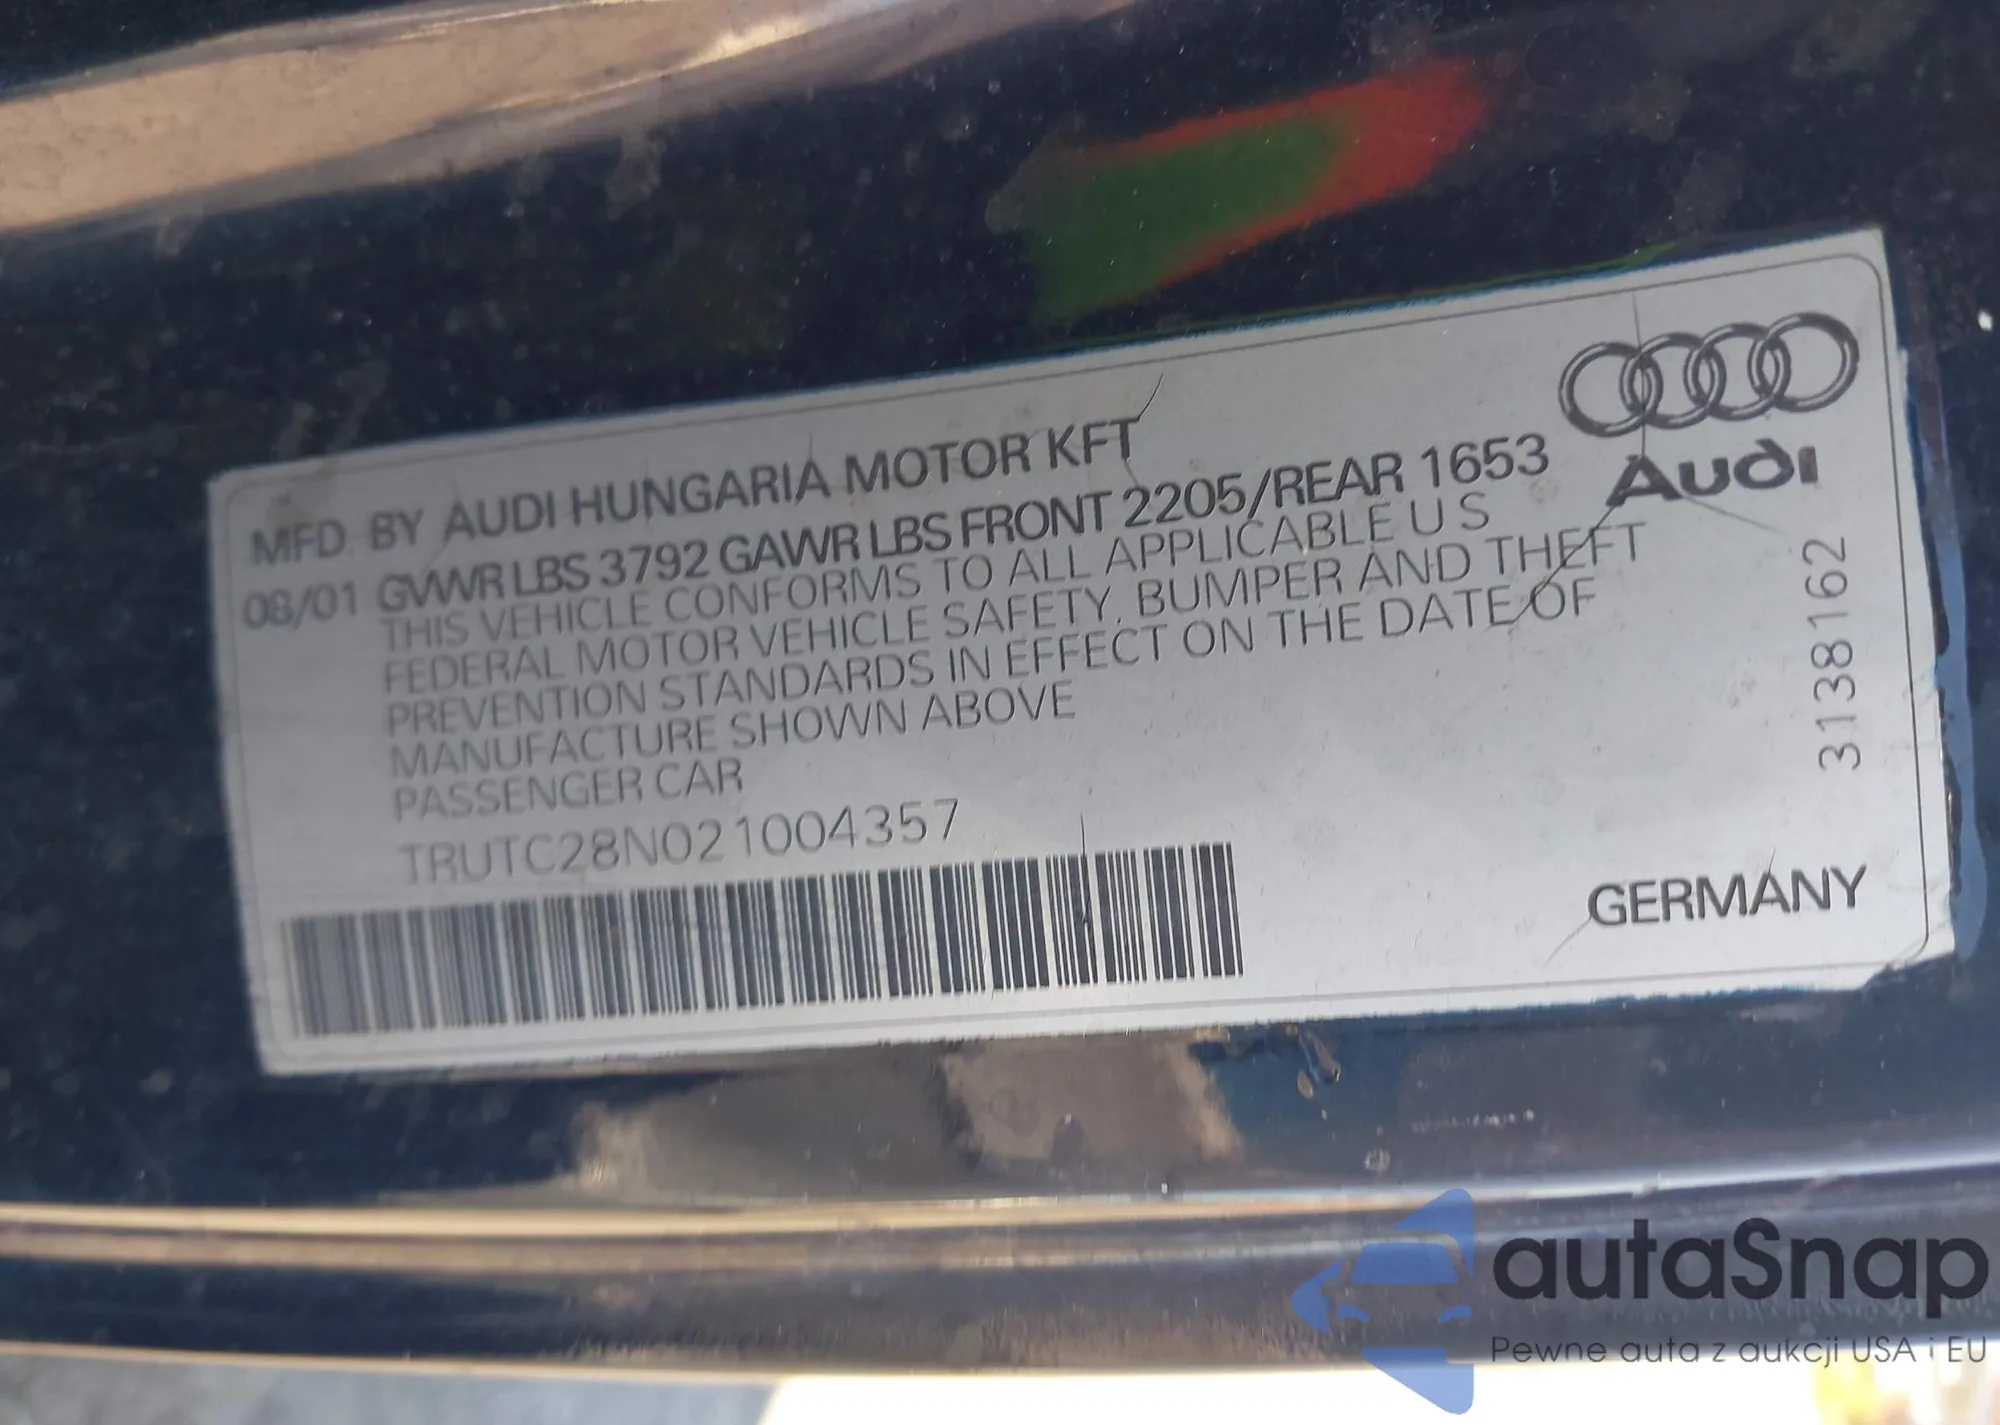 MFD. BY AUDI HUNGARIA MOTOR KFT
08/01 GVWR LBS 3792 GAWR LBS FRONT 2205/REAR 1653
THIS VEHICLE CONFORMS TO ALL APPLICABLE U S
FEDERAL MOTOR VEHICLE SAFETY, BUMPER AND THEFT
PREVENTION STANDARDS IN EFFECT ON THE DATE OF
MANUFACTURE SHOWN ABOVE
PASSENGER CAR
TRUTC28N021004357
Audi
3138162
GERMANY
autaSnap
Pewne auta z aukcji USA i EU